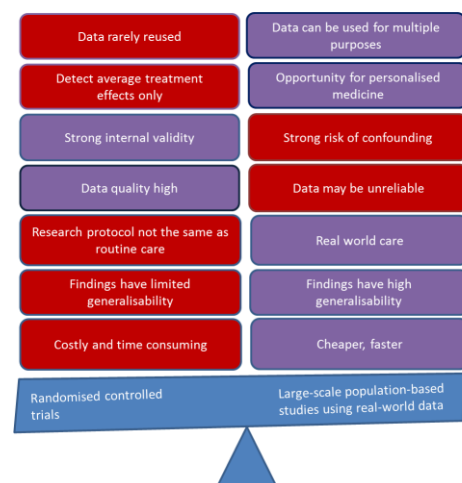 Data rarely reused
Data can be used for multiple
purposes
Detect average treatment
effects only
Opportunity for personalised
medicine
Strong internal validity
Strong risk of confounding
Data quality high
Data may be unreliable
Research protocol not the same as
routine care
Real world care
Findings have limited
generalisability
Findings have high
generalisability
Costly and time consuming
Cheaper, faster
Randomised controlled
trials
Large-scale population-based
studies using real-world data